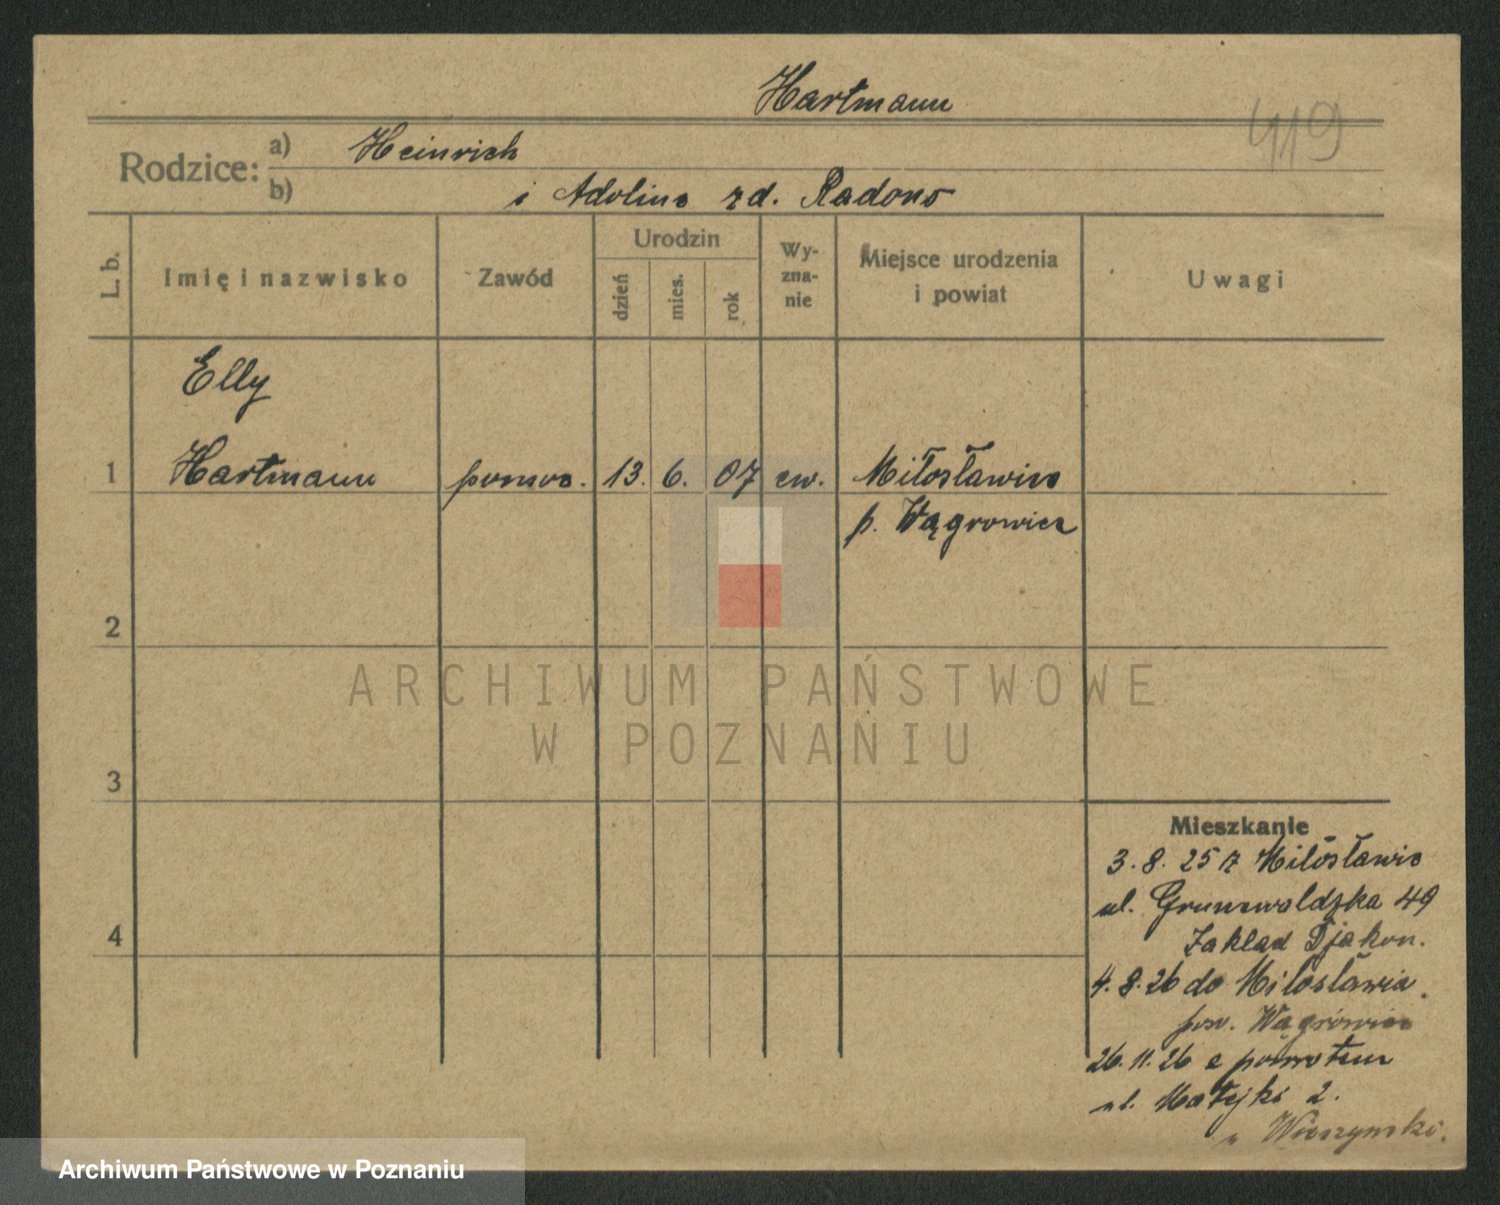 Hartmann
419
Rodzice: a) Heinrich
b) i Adoline zd. Radons
L. b.
Imię i nazwisko
Zawód
Urodzin
dzień
mies.
rok
Wy-
zna-
nie
Miejsce urodzenia
i powiat
Uwagi
Elly
1 Hartmann pomoc. 13. 6. 07 ew. Miłosławice
p. Wągrowiec
2
3
4
Mieszkanie
3. 8. 25 z Miłosławic
ul. Grunwaldzka 49
Zakład Djakon.
4. 8. 26 do Miłosławia.
pow. Wągrowiec
26. 11. 26 z powrotem
ul. Matejki 2.
u
ARCHIWUM PAŃSTWOWE
W POZNANIU
Archiwum Państwowe w Poznaniu